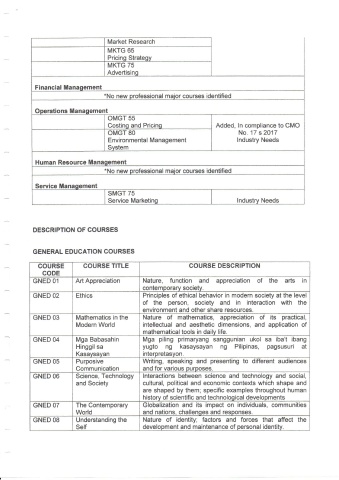 Market Research
MKTG 65
Pricing Strategy
MKTG 75
Advertising
Financial Management
*No new professional major courses identified
Operations Management
OMGT 55
Costing and Pricing
OMGT 80
Environmental Management
System
Added, In compliance to CMO
No. 17 s.2017
Industry Needs
Human Resource Management
*No new professional major courses identified
Service Management
SMGT 75
Service Marketing
Industry Needs
DESCRIPTION OF COURSES
GENERAL EDUCATION COURSES
COURSE CODE
COURSE TITLE
COURSE DESCRIPTION
GNED 01
Art Appreciation
Nature, function and appreciation of the arts in
contemporary society.
GNED 02
Ethics
Principles of ethical behavior in modern society at the level
of the person, society and in interaction with the
environment and other share resources.
GNED 03
Mathematics in the
Modern World
Nature of mathematics, appreciation of its practical,
intellectual and aesthetic dimensions, and application of
mathematical tools in daily life.
GNED 04
Mga Babasahin
Hinggil sa
Kasaysayan
Mga piling primaryang sanggunian ukol sa iba't ibang
yugto ng kasaysayan ng Pilipinas, pagsusuri at
interpretasyon.
GNED 05
Purposive
Communication
Writing, speaking and presenting to different audiences
and for various purposes.
GNED 06
Science, Technology
and Society
Interactions between science and technology and social,
cultural, political and economic contexts which shape and
are shaped by them; specific examples throughout human
history of scientific and technological developments
GNED 07
The Contemporary
World
Globalization and its impact on individuals, communities
and nations, challenges and responses.
GNED 08
Understanding the
Self
Nature of identity; factors and forces that affect the
development and maintenance of personal identity.